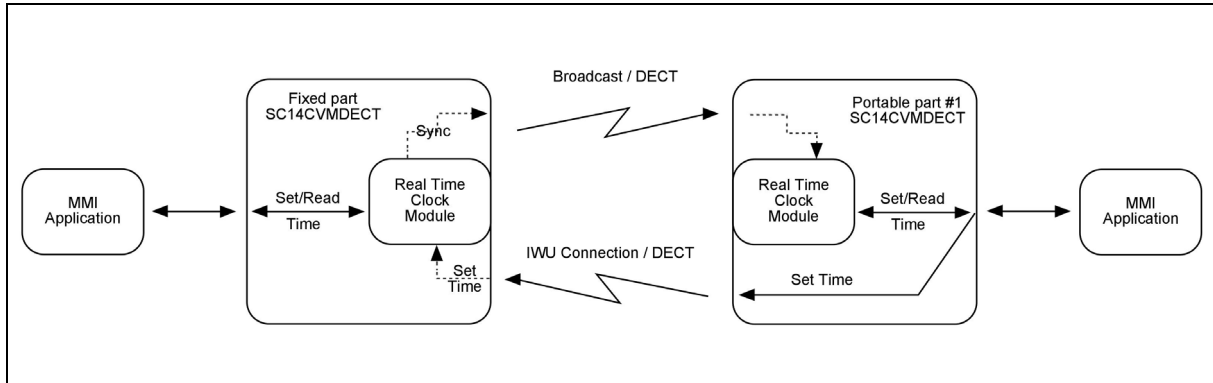 Broadcast / DECT
Fixed part
SC14CVMDECT
Portable part #1
SC14CVMDECT
Sync
MMI
Application
Set/Read
Time
Real Time
Clock
Module
Real Time
Clock
Module
Set/Read
Time
MMI
Application
IWU Connection / DECT
Set
Time
Set Time